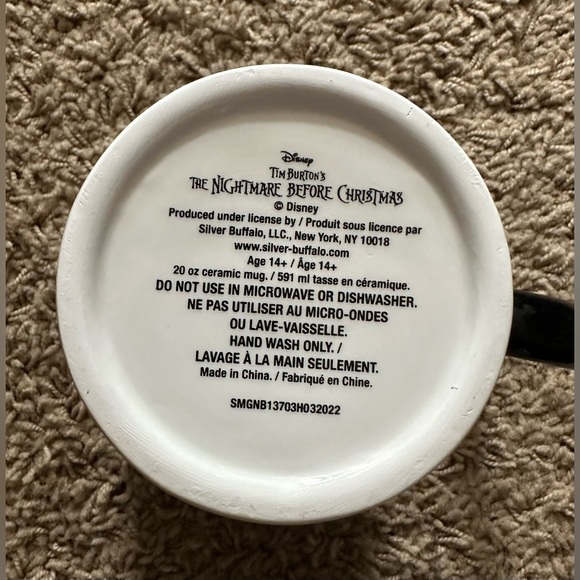 Disney
TIM BURTON'S
THE NIGHTMARE BEFORE CHRISTMAS
© Disney
Produced under license by / Produit sous licence par
Silver Buffalo, LLC., New York, NY 10018
www.silver-buffalo.com
Age 14+ / Âge 14+
20 oz ceramic mug. / 591 ml tasse en céramique.
DO NOT USE IN MICROWAVE OR DISHWASHER.
NE PAS UTILISER AU MICRO-ONDES
OU LAVE-VAISSELLE.
HAND WASH ONLY. /
LAVAGE À LA MAIN SEULEMENT.
Made in China. / Fabriqué en Chine.
SMGNB13703H032022